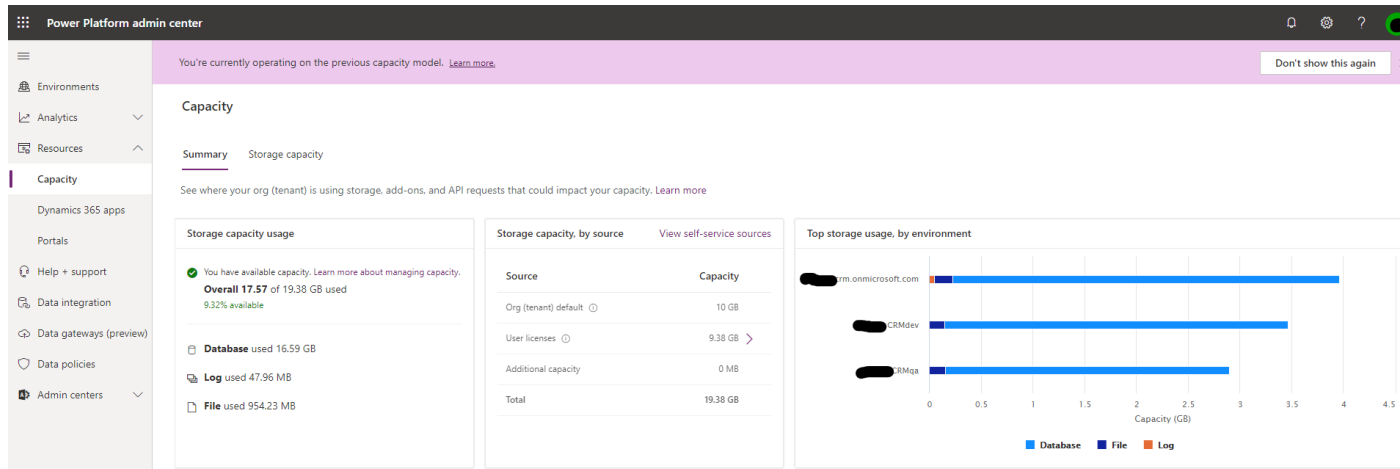 Power Platform admin center
?
You're currently operating on the previous capacity model. Learn more.
Don't show this again
Environments
Analytics
Resources
Capacity
Dynamics 365 apps
Portals
Help + support
Data integration
Data gateways (preview)
Data policies
Admin centers
Capacity
Summary Storage capacity
See where your org (tenant) is using storage, add-ons, and API requests that could impact your capacity. Learn more
Storage capacity usage
You have available capacity. Learn more about managing capacity.
Overall 17.57 of 19.38 GB used
9.32% available
Database used 16.59 GB
Log used 47.96 MB
File used 954.23 MB
Storage capacity, by source View self-service sources
Source Capacity
Org (tenant) default 10 GB
User licenses 9.38 GB
Additional capacity 0 MB
Total 19.38 GB
Top storage usage, by environment
rm.onmicrosoft.com
CRMdev
CRMqa
0 0.5 1 1.5 2 2.5 3 3.5 4 4.5
Capacity (GB)
Database File Log